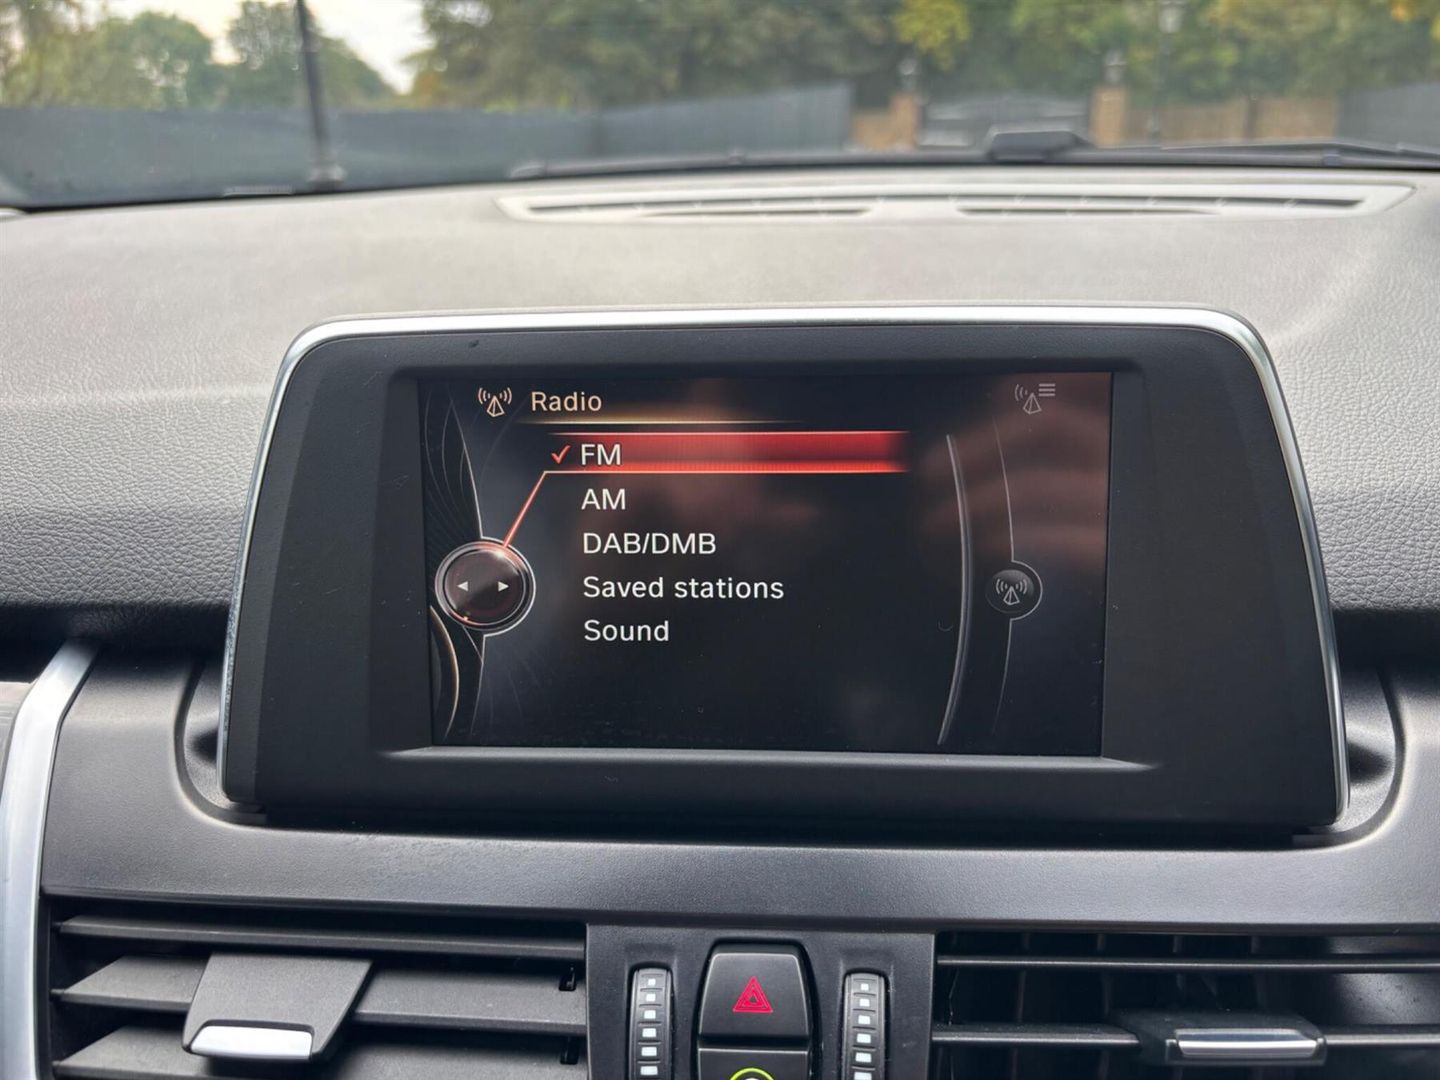 Radio
FM
AM
DAB/DMB
Saved stations
Sound